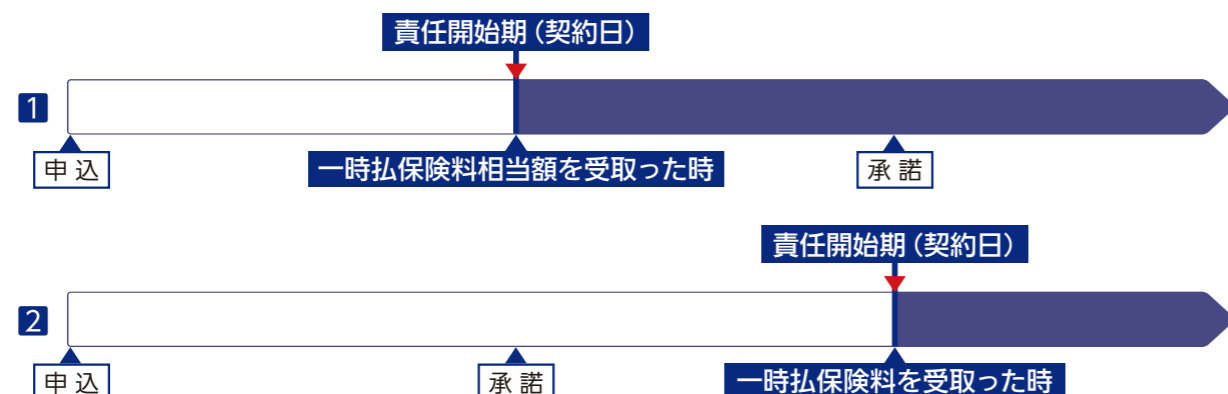 責任開始期（契約日）
1
申込
一時払保険料相当額を受取った時
承諾
責任開始期（契約日）
2
申込
承諾
一時払保険料を受取った時